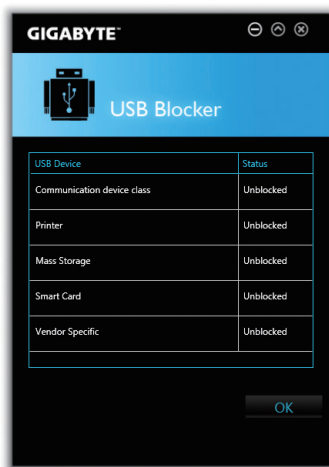 GIGABYTE™
USB Blocker
USB Device Status
Communication device class Unblocked
Printer Unblocked
Mass Storage Unblocked
Smart Card Unblocked
Vendor Specific Unblocked
OK